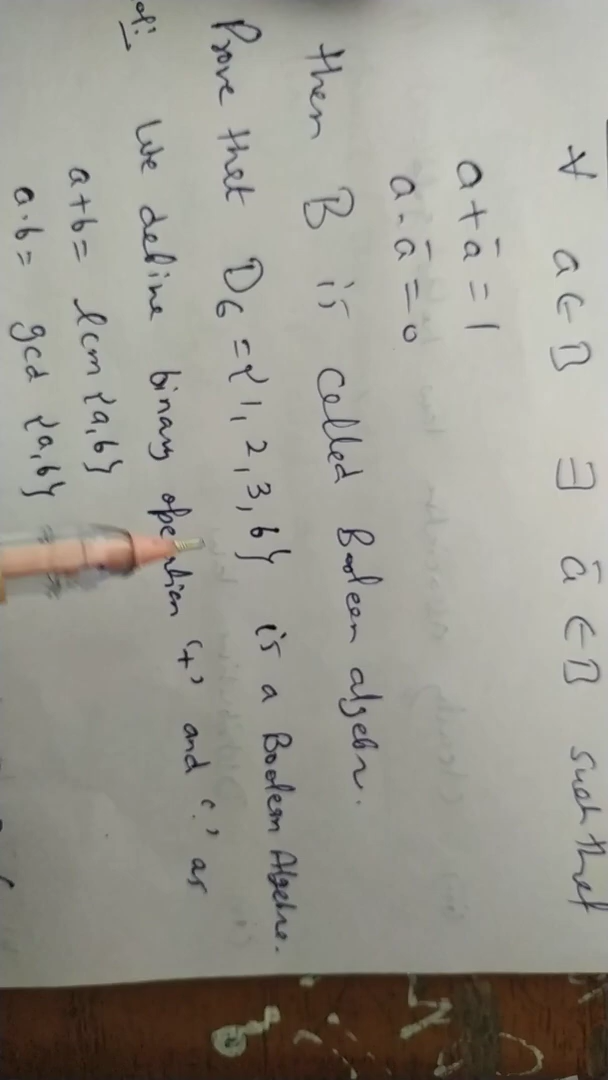 ∀ a ∈ B ∃ ā ∈ B such that
a + ā = 1
a · ā = 0
then B is called Boolean algebr.
Prove that D6 = {1, 2, 3, 6} is a Boolean Algebra.
We define binary operation '+' and '.' as
a+b = lcm {a,b}
a.b = gcd {a,b}